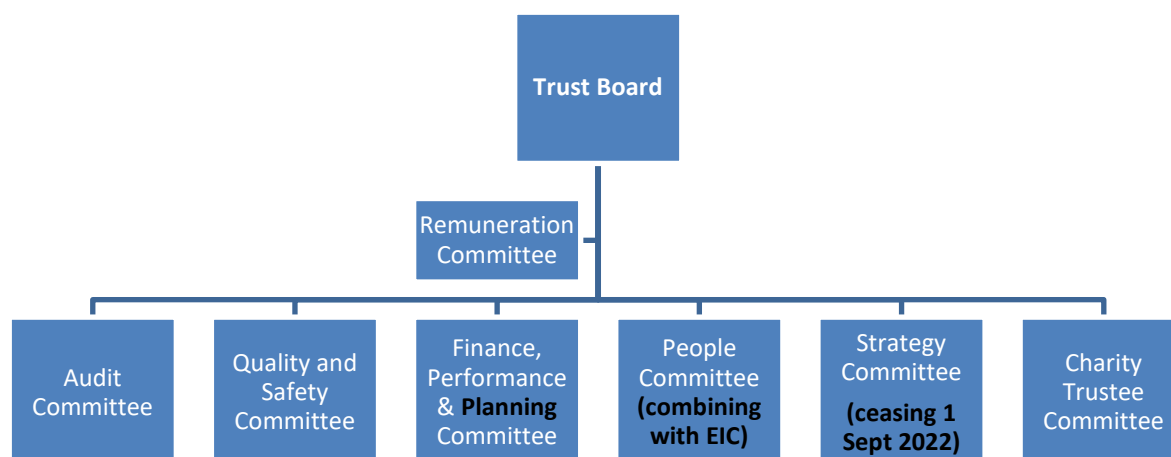 Trust Board
Remuneration
Committee
Audit
Committee
Quality and
Safety
Committee
Finance,
Performance
& Planning
Committee
People
Committee
(combining
with EIC)
Strategy
Committee
(ceasing 1
Sept 2022)
Charity
Trustee
Committee